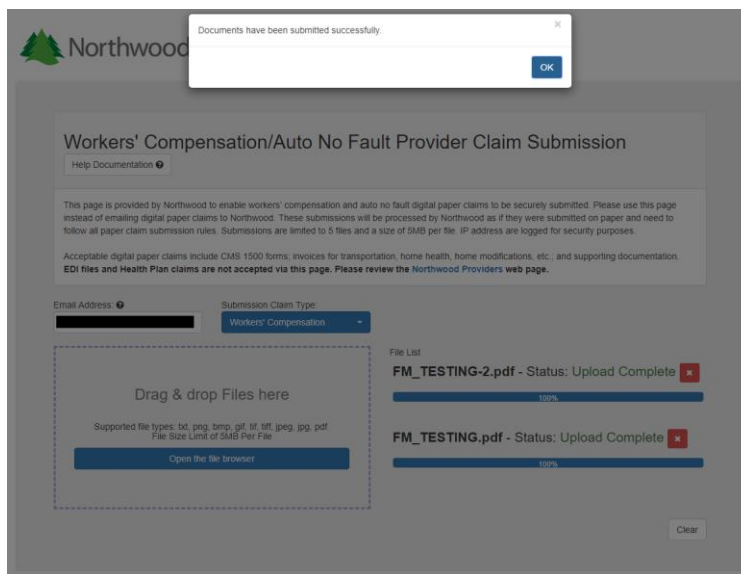 Documents have been submitted successfully.
×
OK
Northwood
Workers' Compensation/Auto No Fault Provider Claim Submission
Help Documentation
This page is provided by Northwood to enable workers' compensation and auto no fault digital paper claims to be securely submitted. Please use this page
instead of emailing digital paper claims to Northwood. These submissions will be processed by Northwood as if they were submitted on paper and need to
follow all paper claim submission rules. Submissions are limited to 5 files and a size of 5MB per file. IP address are logged for security purposes.
Acceptable digital paper claims include CMS 1500 forms; invoices for transportation, home health, home modifications, etc.; and supporting documentation.
EDI files and Health Plan claims are not accepted via this page. Please review the Northwood Providers web page.
Email Address:
Submission Claim Type:
Workers' Compensation
Drag & drop Files here
Supported file types: txt, png, bmp, gif, tif, tiff, jpeg, jpg, pdf
File Size Limit of 5MB Per File
Open the file browser
File List
FM_TESTING-2.pdf - Status: Upload Complete ×
100%
FM_TESTING.pdf - Status: Upload Complete ×
100%
Clear